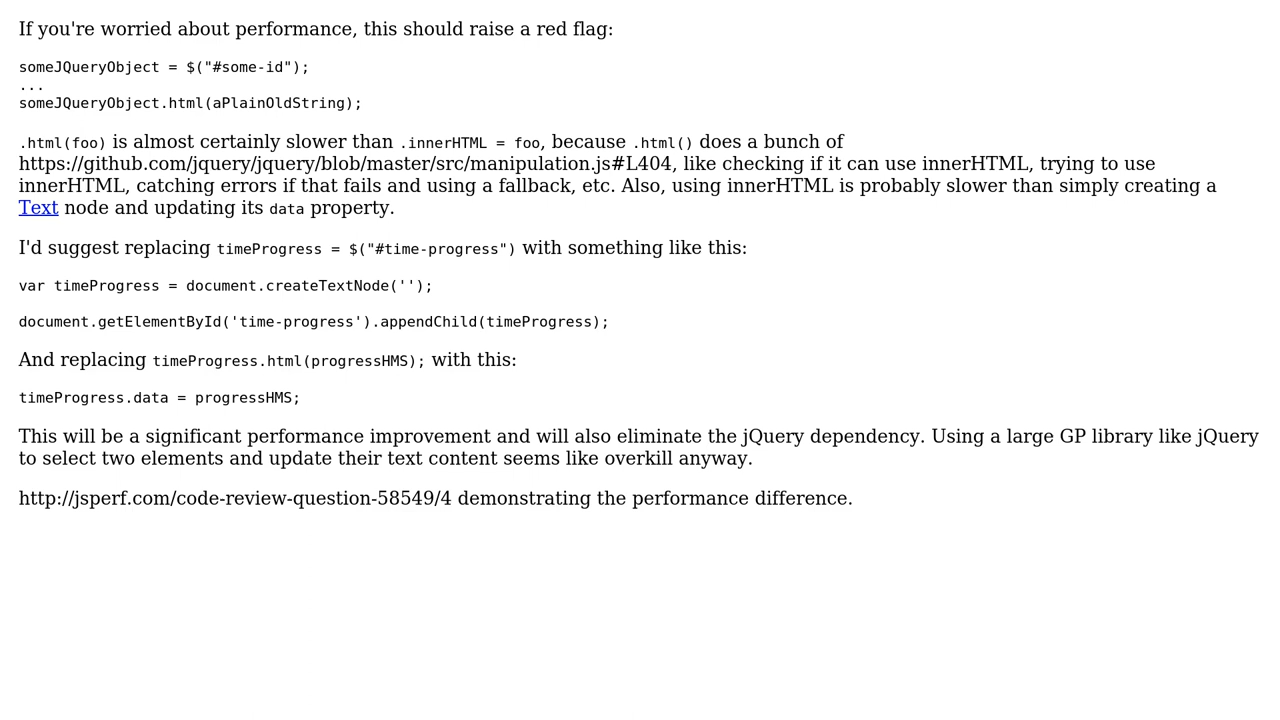 If you're worried about performance, this should raise a red flag:
someJQueryObject = $("#some-id");
...
someJQueryObject.html(aPlainOldString);
.html(foo) is almost certainly slower than .innerHTML = foo, because .html() does a bunch of
https://github.com/jquery/jquery/blob/master/src/manipulation.js#L404, like checking if it can use innerHTML, trying to use
innerHTML, catching errors if that fails and using a fallback, etc. Also, using innerHTML is probably slower than simply creating a
Text node and updating its data property.
I'd suggest replacing timeProgress = $("#time-progress") with something like this:
var timeProgress = document.createTextNode('');
document.getElementById('time-progress').appendChild(timeProgress);
And replacing timeProgress.html(progressHMS); with this:
timeProgress.data = progressHMS;
This will be a significant performance improvement and will also eliminate the jQuery dependency. Using a large GP library like jQuery
to select two elements and update their text content seems like overkill anyway.
http://jsperf.com/code-review-question-58549/4 demonstrating the performance difference.